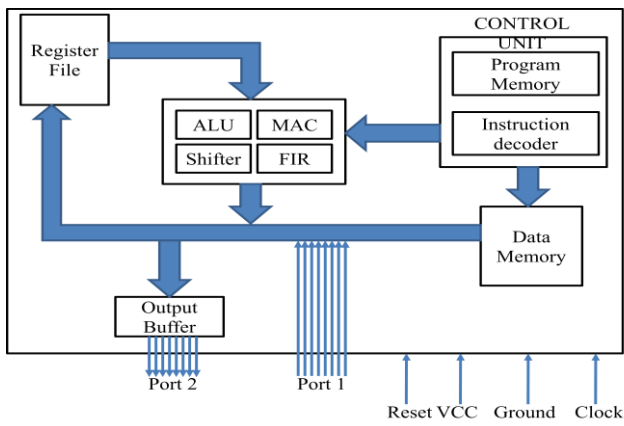 CONTROL
UNIT
Register
File
Program
Memory
ALU
MAC
Shifter
FIR
Instruction
decoder
Data
Memory
Output
Buffer
Port 2
Port 1
Reset VCC Ground Clock